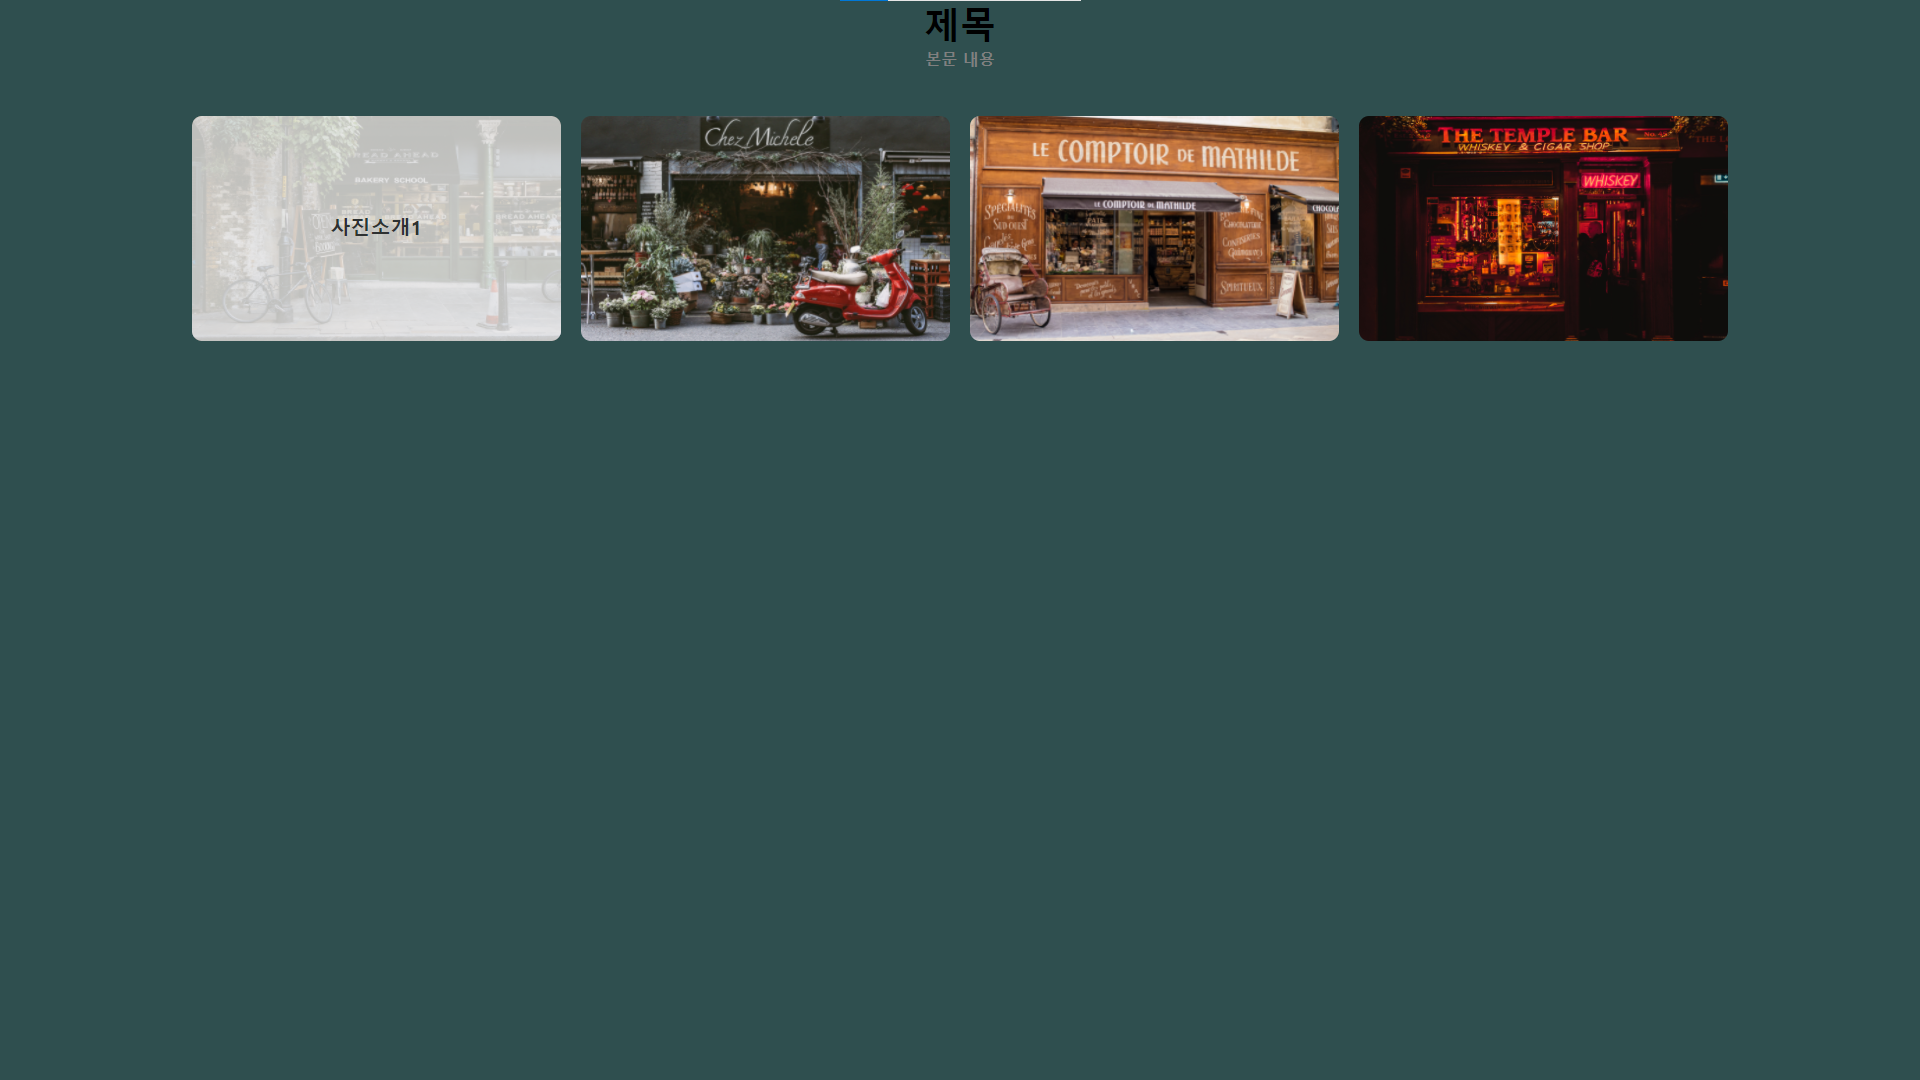 제목
본문 내용
BREAD AHEAD
BAKERY SCHOOL
BREAD AHEAD
사진소개1
Chez Michele
LE COMPTOIR DE MATHILDE
LE COMPTOIR DE MATHILDE
SPÉCIALITÉS
SUD-OUEST
CHOCOLATERIE
CONFISERIES
SPIRITUEUX
THE TEMPLE BAR
WHISKEY & CIGAR SHOP
WHISKEY